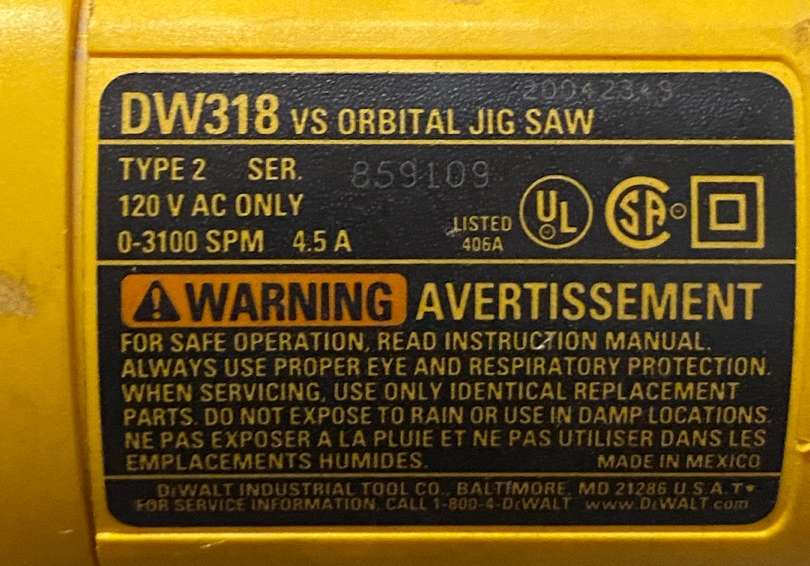 20042349
DW318 VS ORBITAL JIG SAW
TYPE 2 SER. 859109
120 V AC ONLY
0-3100 SPM 4.5 A
LISTED
406A
UL
SA
⚠WARNING AVERTISSEMENT
FOR SAFE OPERATION, READ INSTRUCTION MANUAL.
ALWAYS USE PROPER EYE AND RESPIRATORY PROTECTION.
WHEN SERVICING, USE ONLY IDENTICAL REPLACEMENT
PARTS. DO NOT EXPOSE TO RAIN OR USE IN DAMP LOCATIONS
NE PAS EXPOSER A LA PLUIE ET NE PAS UTILISER DANS LES
EMPLACEMENTS HUMIDES. MADE IN MEXICO
DEWALT INDUSTRIAL TOOL CO., BALTIMORE, MD 21286 U.S.A.
FOR SERVICE INFORMATION, CALL 1-800-4-DEWALT www.DEWALT.com